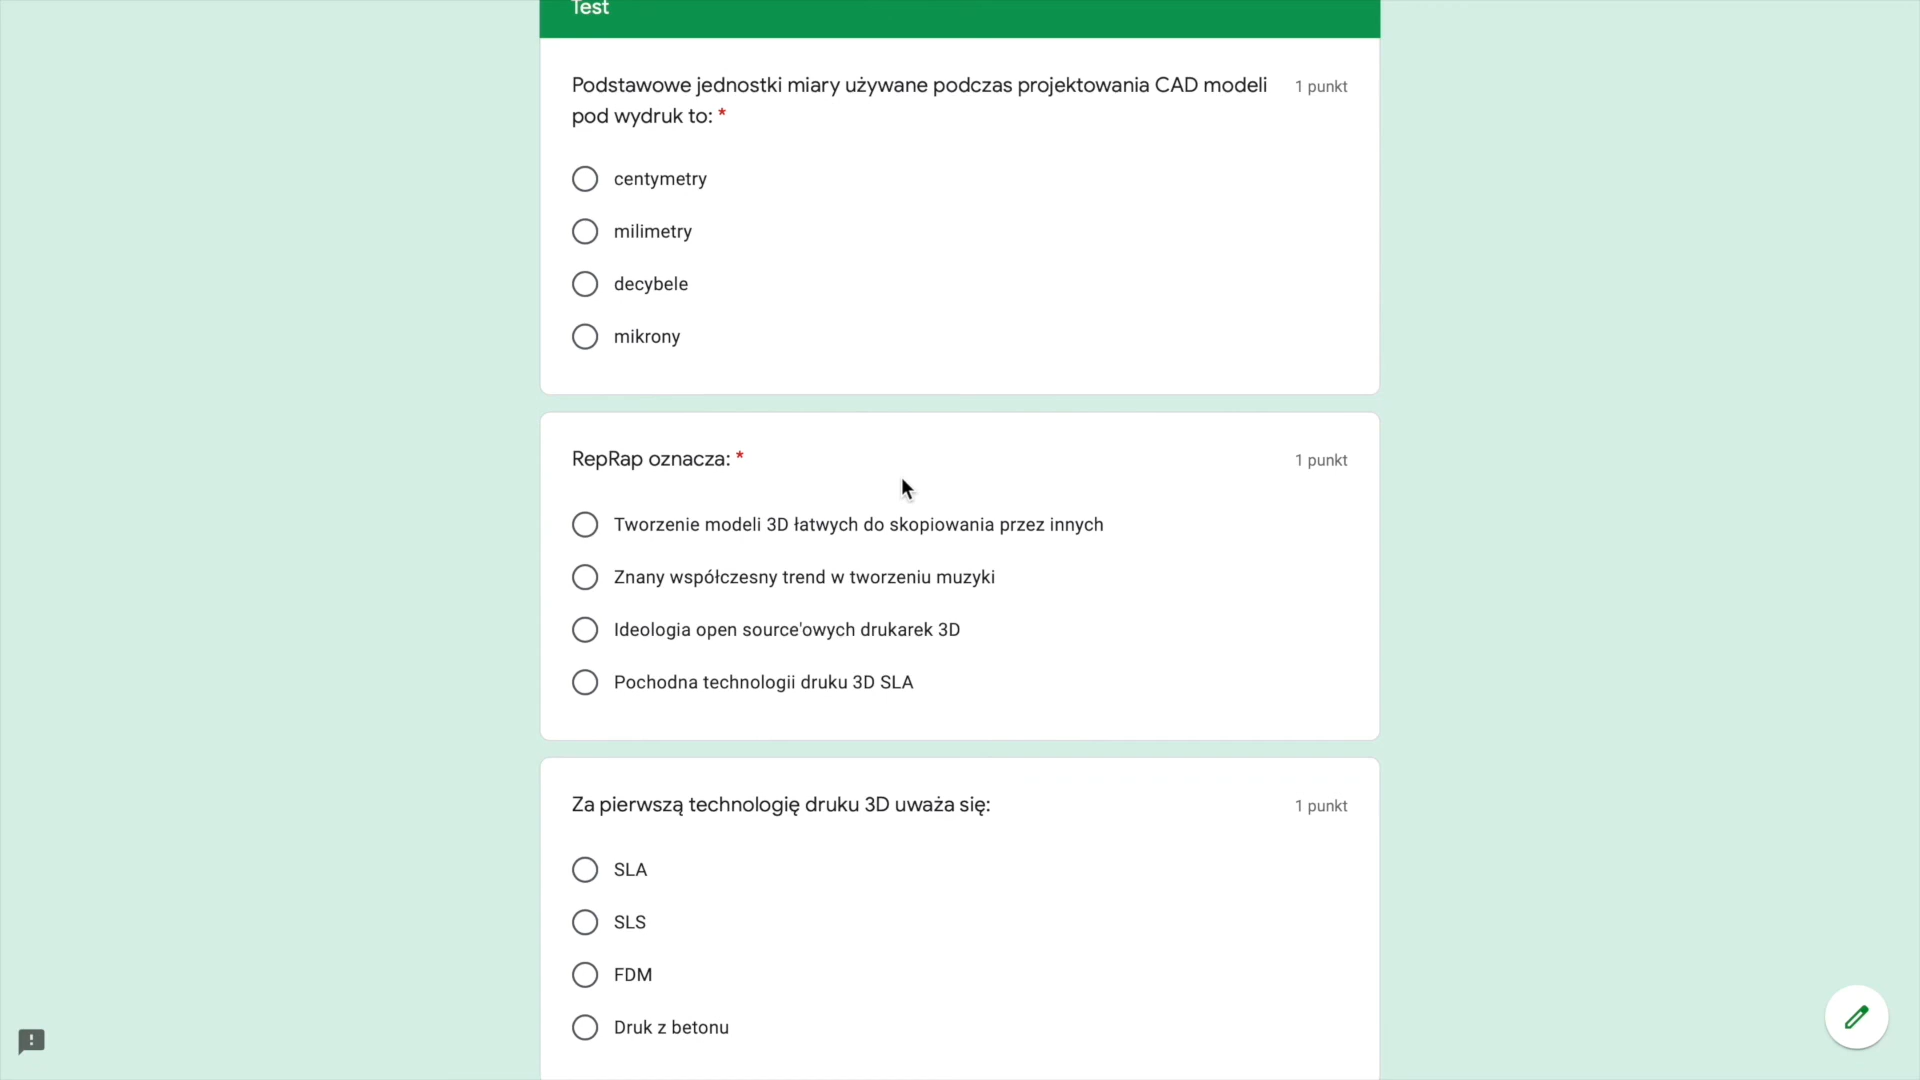 Test
Podstawowe jednostki miary używane podczas projektowania CAD modeli
pod wydruk to: *
1 punkt
centymetry
milimetry
decybele
mikrony
RepRap oznacza: *
1 punkt
Tworzenie modeli 3D łatwych do skopiowania przez innych
Znany współczesny trend w tworzeniu muzyki
Ideologia open source'owych drukarek 3D
Pochodna technologii druku 3D SLA
Za pierwszą technologię druku 3D uważa się:
1 punkt
SLA
SLS
FDM
Druk z betonu